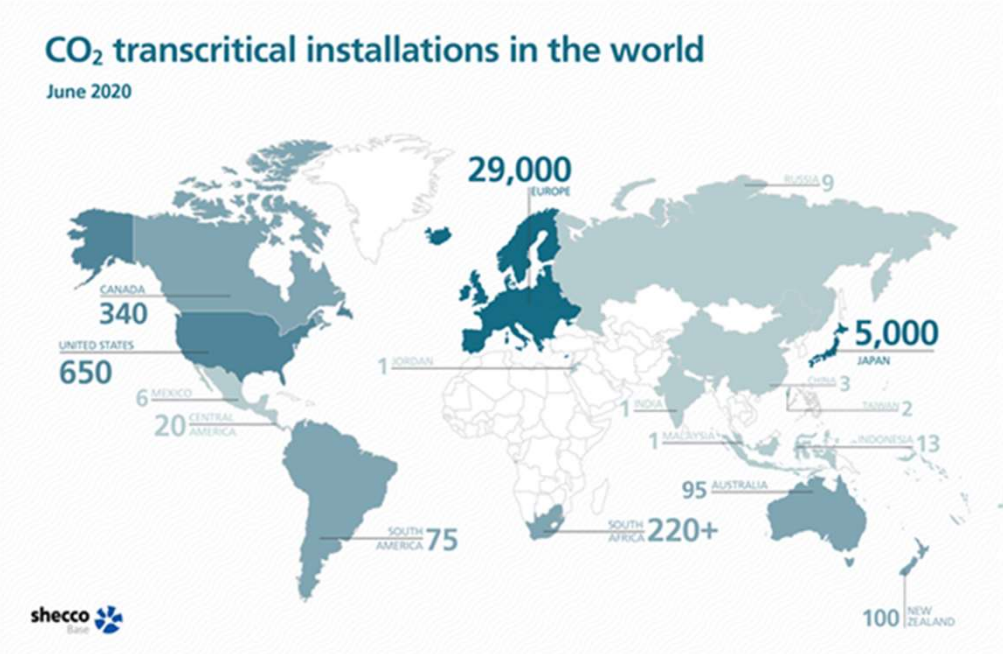 CO₂ transcritical installations in the world
June 2020
29,000
EUROPE
RUSSIA 9
CANADA
340
UNITED STATES
650
5,000
JAPAN
1 JORDAN
6 MEXICO
20 CENTRAL
AMERICA
CHINA 3
1 INDIA
TAIWAN 2
1 MALAYSIA
INDONESIA 13
95 AUSTRALIA
SOUTH
AMERICA 75
SOUTH
AFRICA 220+
100 NEW
ZEALAND
shecco
Base